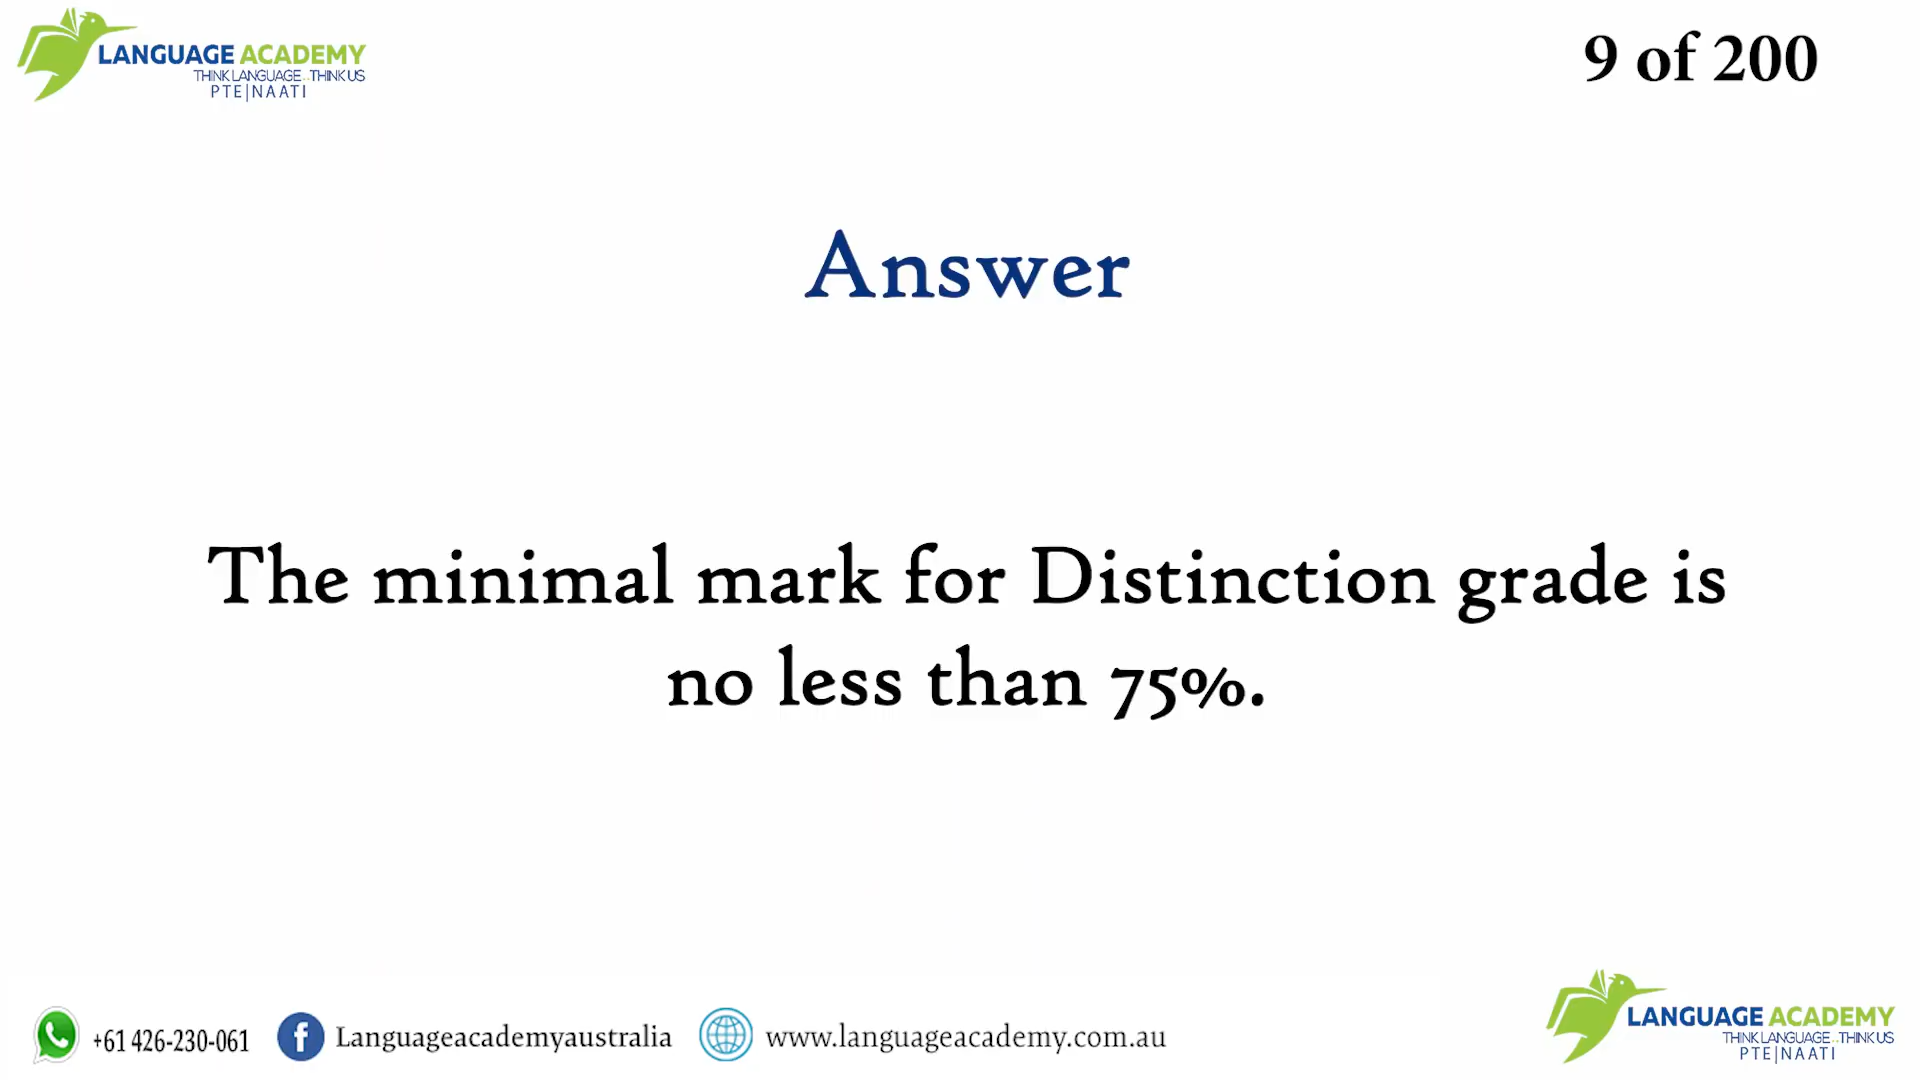 LANGUAGE ACADEMY
THINK LANGUAGE..THINK US
PTE|NAATI
9 of 200
Answer
The minimal mark for Distinction grade is
no less than 75%.
+61 426-230-061
Languageacademyaustralia
www.languageacademy.com.au
LANGUAGE ACADEMY
THINK LANGUAGE..THINK US
PTE|NAATI